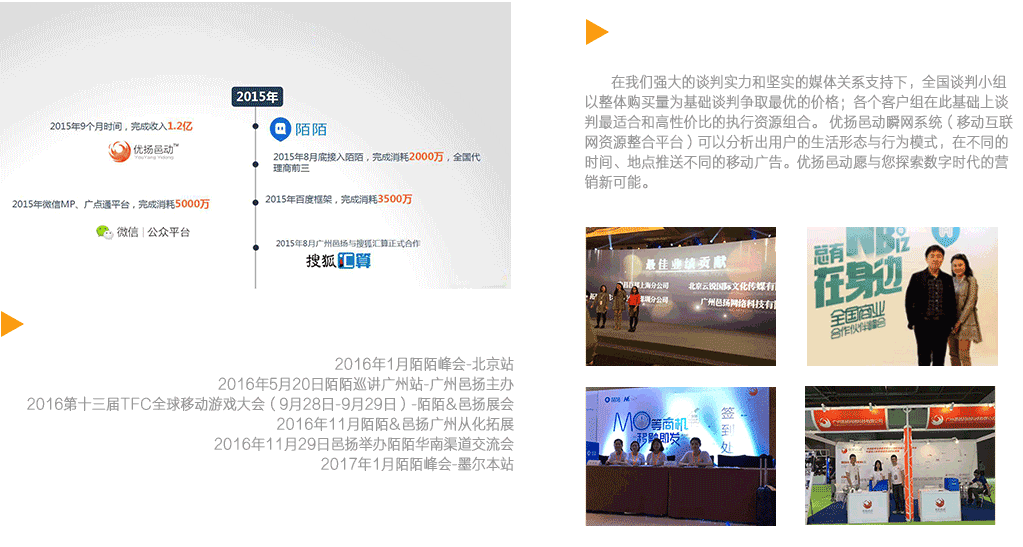 2015年
2015年9个月时间，完成收入1.2亿
优扬邑动™
YouYang Yidong
陌陌
2015年8月底接入陌陌，完成消耗2000万，全国代
理商前三
2015年微信MP、广点通平台，完成消耗5000万
微信 | 公众平台
2015年百度框架，完成消耗3500万
2015年8月广州邑扬与搜狐汇算正式合作
搜狐汇算
2016年1月陌陌峰会-北京站
2016年5月20日陌陌巡讲广州站-广州邑扬主办
2016第十三届TFC全球移动游戏大会（9月28日-9月29日）-陌陌&邑扬展会
2016年11月陌陌&邑扬广州从化拓展
2016年11月29日邑扬举办陌陌华南渠道交流会
2017年1月陌陌峰会-墨尔本站
在我们强大的谈判实力和坚实的媒体关系支持下，全国谈判小组
以整体购买量为基础谈判争取最优的价格；各个客户组在此基础上谈
判最适合和高性价比的执行资源组合。 优扬邑动瞬网系统（移动互联
网资源整合平台）可以分析出用户的生活形态与行为模式，在不同的
时间、地点推送不同的移动广告。优扬邑动愿与您探索数字时代的营
销新可能。
最佳业绩贡献
北京云锐国际文化传媒有限
广州邑扬网络科技有限
总有NBIZ
在身边
全国商业
合作伙伴峰会
MO等商机
移触即发
签到处